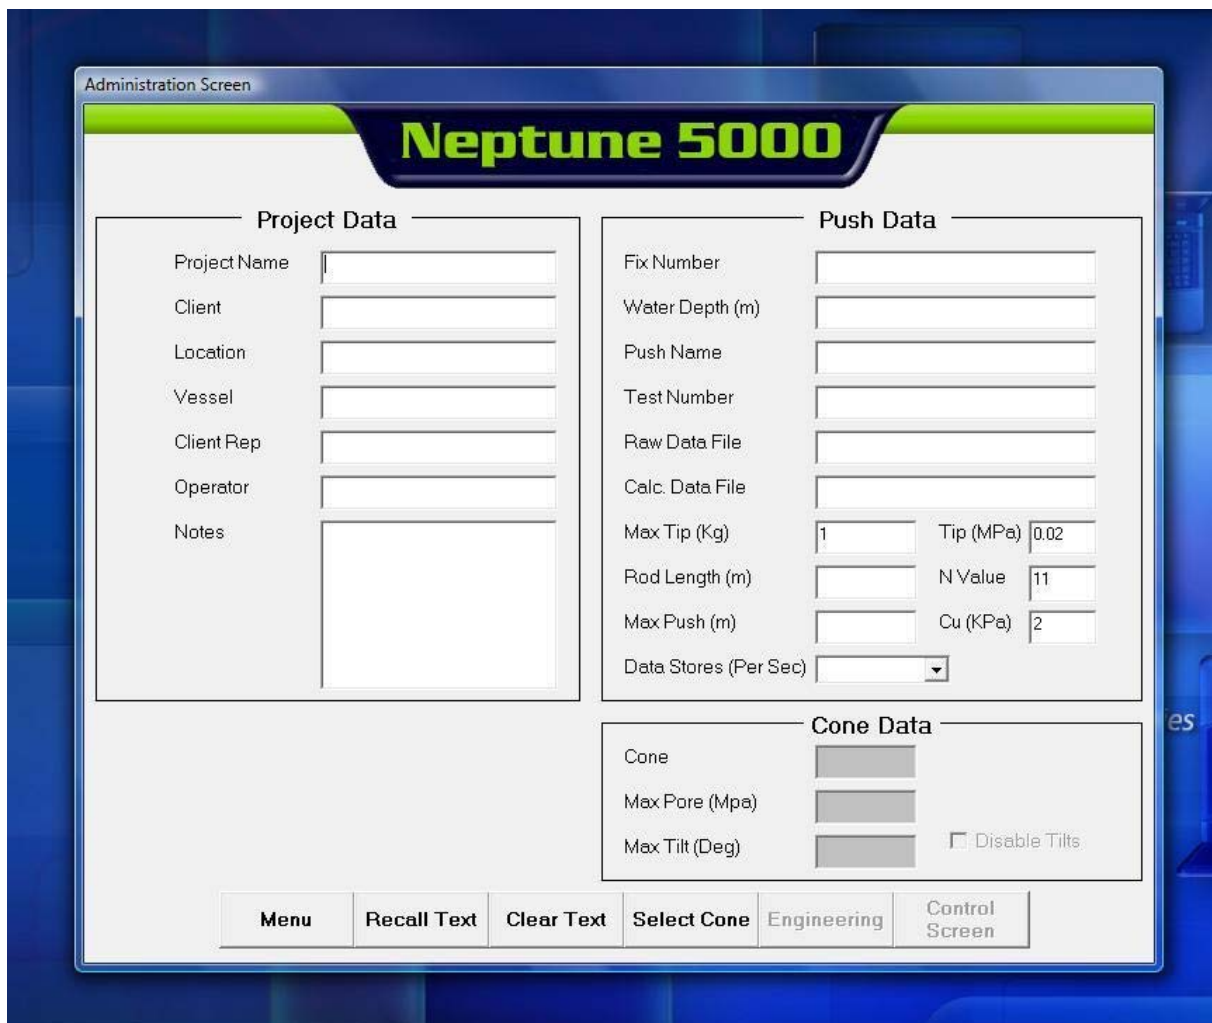 Administration Screen
Neptune 5000
Project Data
Project Name
Client
Location
Vessel
Client Rep
Operator
Notes
Push Data
Fix Number
Water Depth (m)
Push Name
Test Number
Raw Data File
Calc. Data File
Max Tip (Kg) 1 Tip (MPa) 0.02
Rod Length (m) N Value 11
Max Push (m) Cu (KPa) 2
Data Stores (Per Sec)
Cone Data
Cone
Max Pore (Mpa)
Max Tilt (Deg) Disable Tilts
Menu Recall Text Clear Text Select Cone Engineering Control Screen